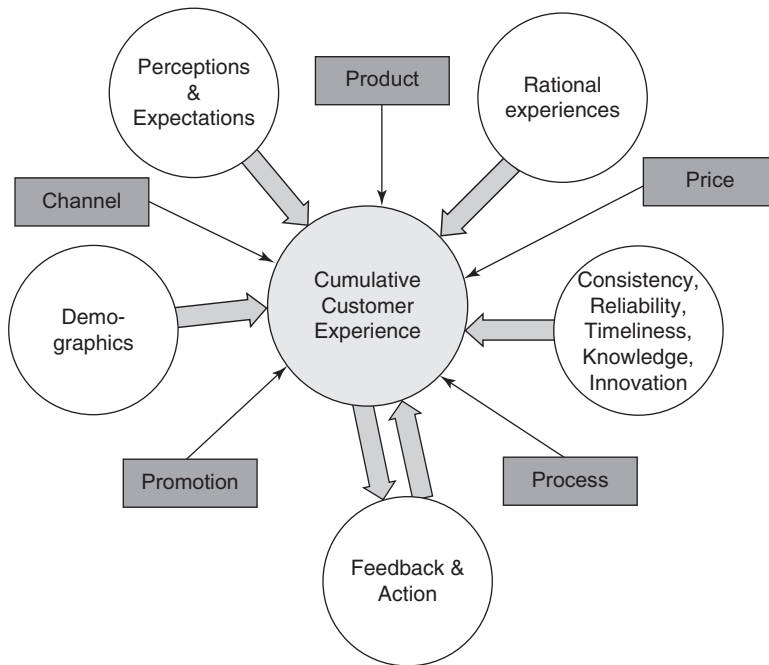 Perceptions
&
Expectations
Product
Rational
experiences
Channel
Price
Cumulative
Customer
Experience
Demo-
graphics
Consistency,
Reliability,
Timeliness,
Knowledge,
Innovation
Promotion
Process
Feedback &
Action